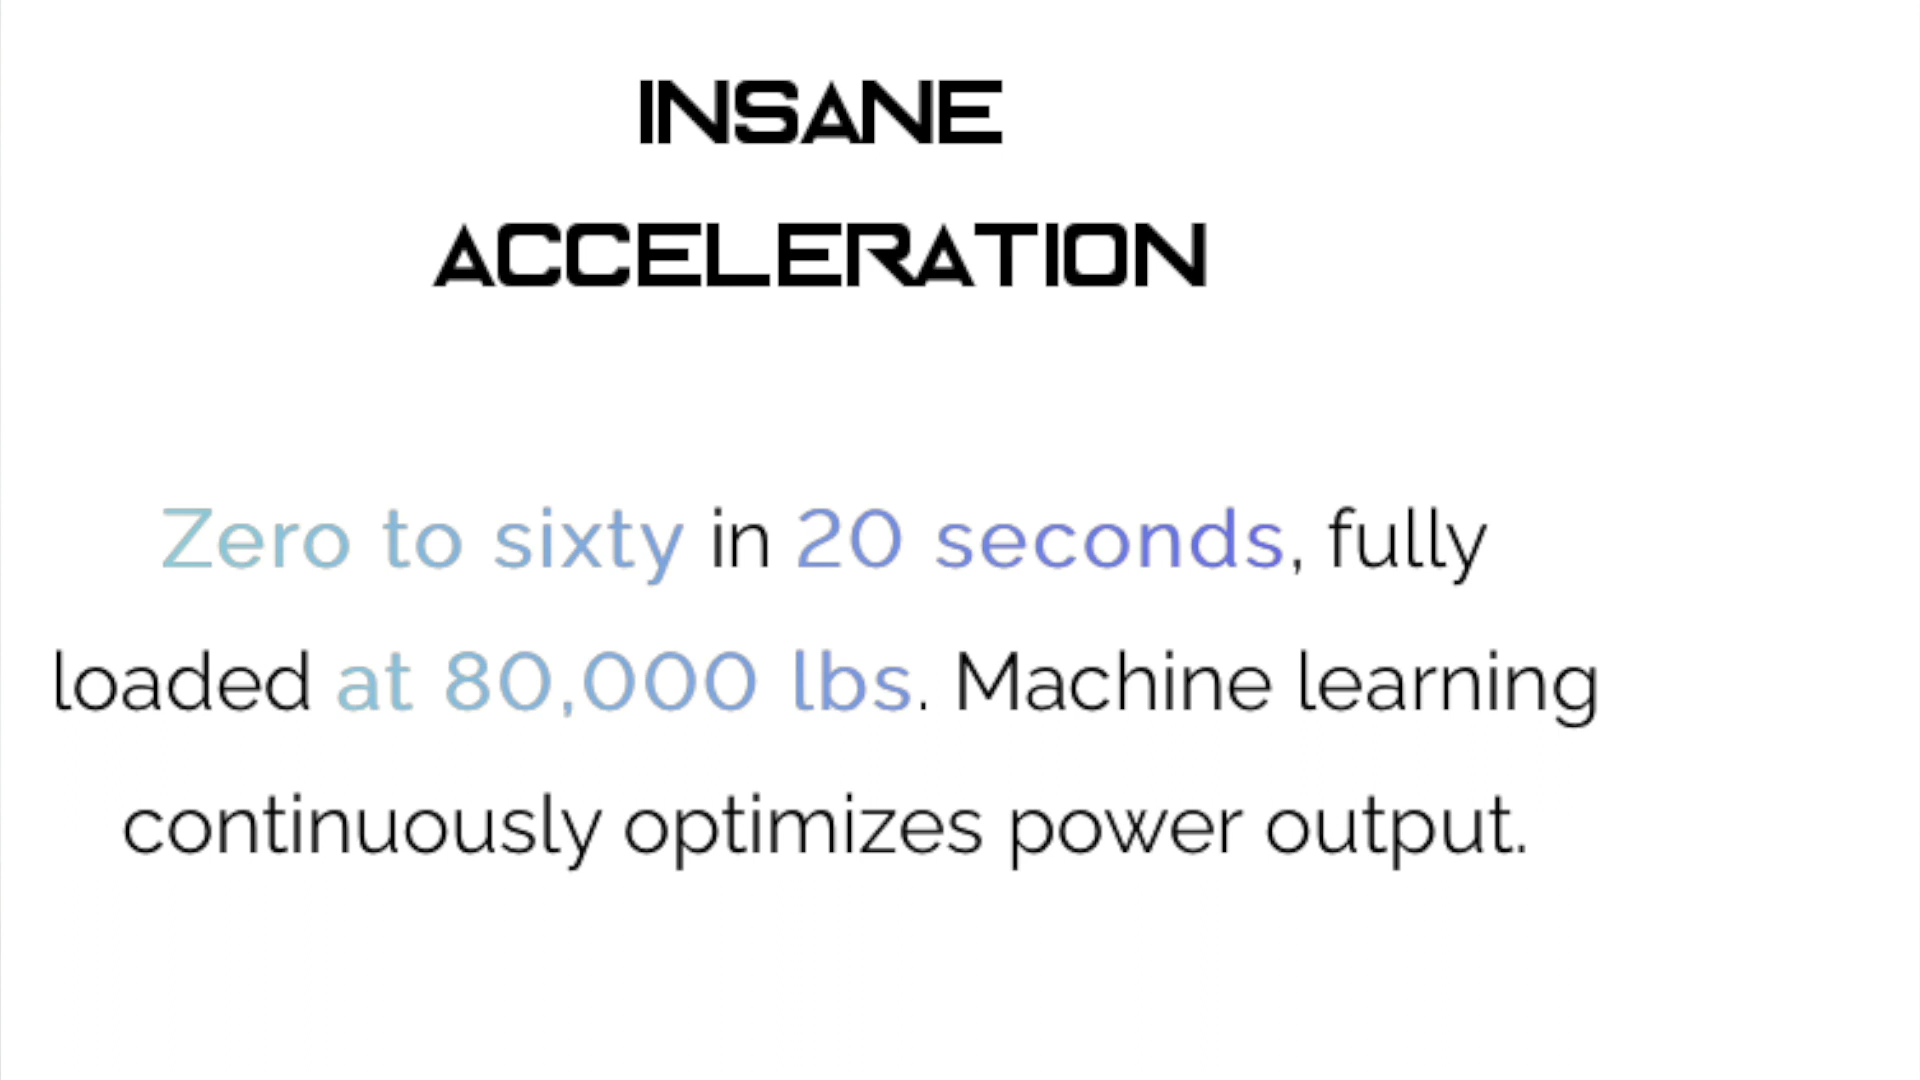 INSANE
ACCELERATION
Zero to sixty in 20 seconds, fully
loaded at 80,000 lbs. Machine learning
continuously optimizes power output.